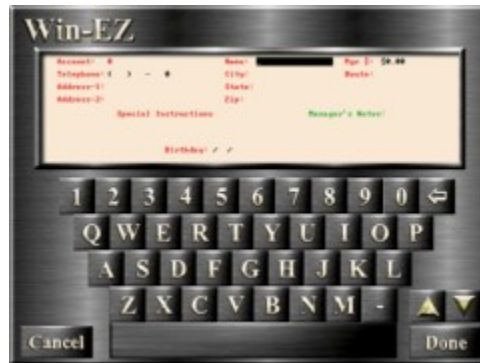 Win-EZ
Account: 0 Name: Mgr $: $0.00
Telephone: ( ) - 0 City: Route:
Address-1: State:
Address-2: Zip:
Special Instructions Manager's Notes:
Birthday: / /
1 2 3 4 5 6 7 8 9 0 ⇦
Q W E R T Y U I O P
A S D F G H J K L
Z X C V B N M -
Cancel Done